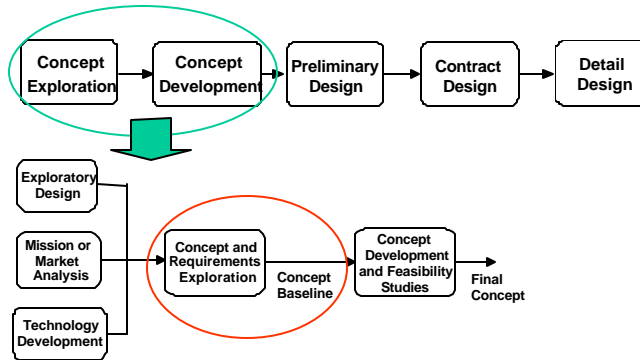 Concept
Exploration
Concept
Development
Preliminary
Design
Contract
Design
Detail
Design
Exploratory
Design
Mission or
Market
Analysis
Technology
Development
Concept and
Requirements
Exploration
Concept
Baseline
Concept
Development
and Feasibility
Studies
Final
Concept